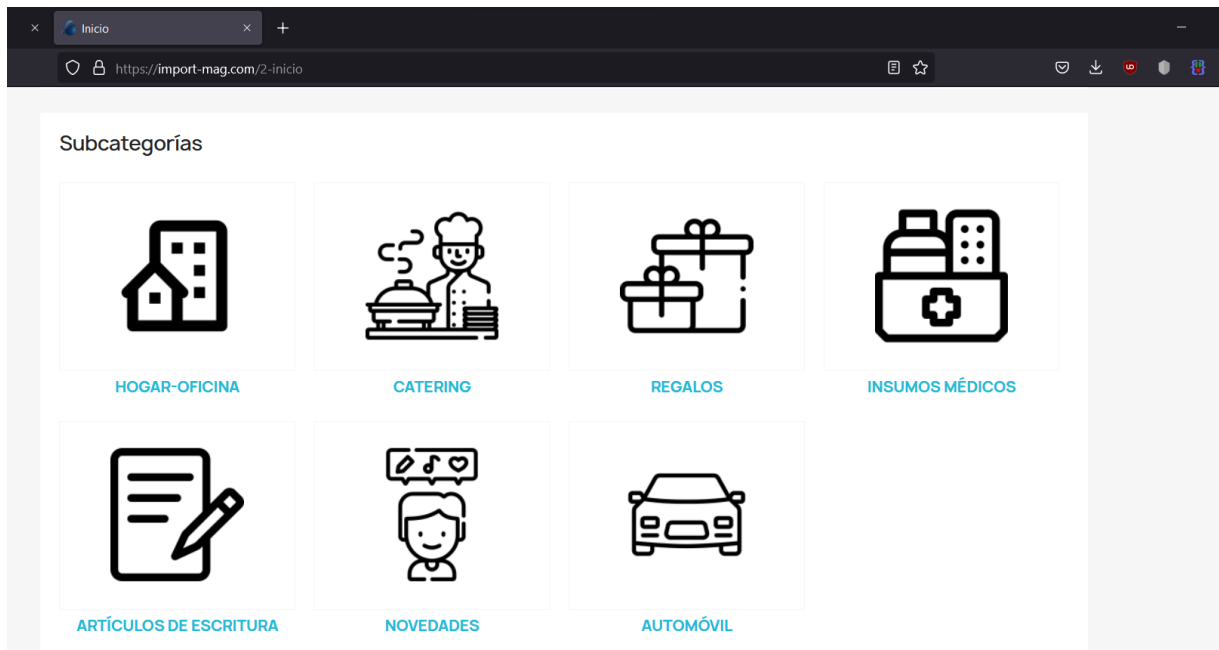 Inicio
https://import-mag.com/2-inicio
Subcategorías
HOGAR-OFICINA
CATERING
REGALOS
INSUMOS MÉDICOS
ARTÍCULOS DE ESCRITURA
NOVEDADES
AUTOMÓVIL